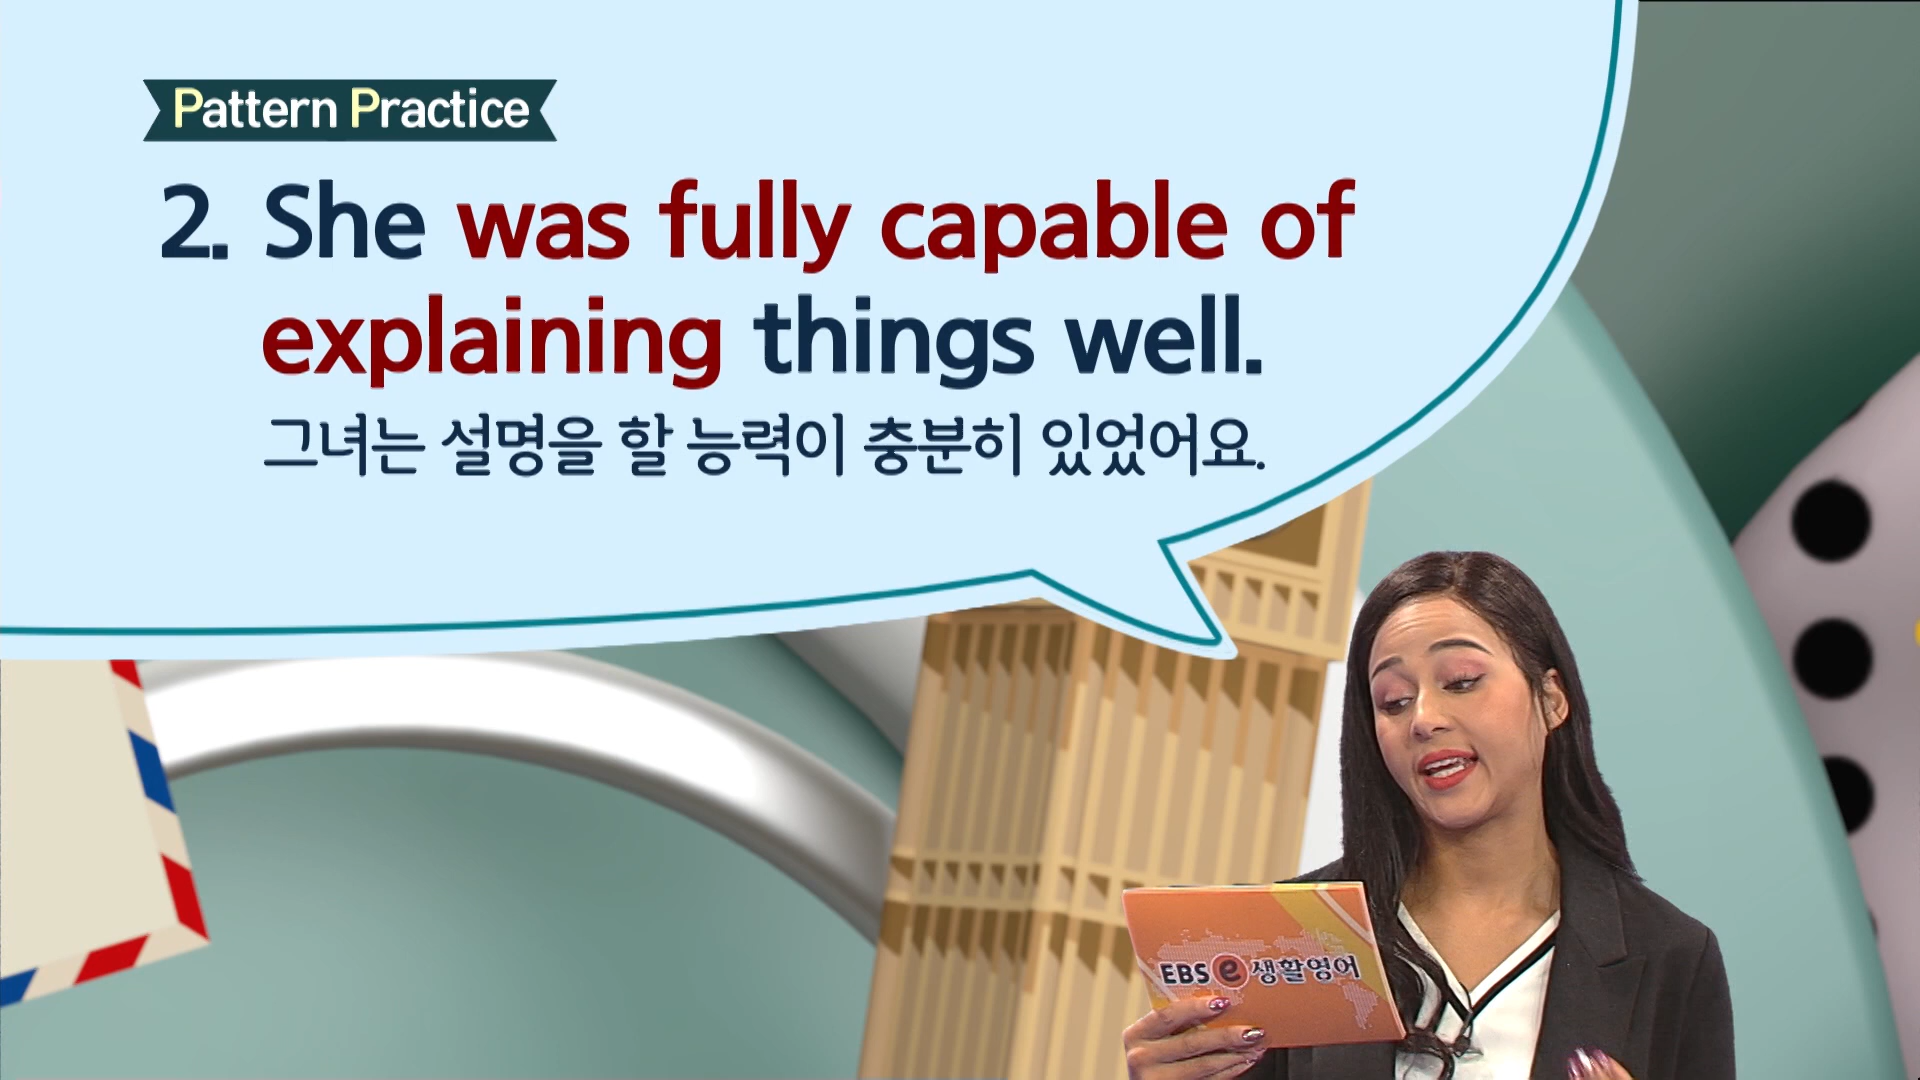 Pattern Practice
2. She was fully capable of
explaining things well.
그녀는 설명을 할 능력이 충분히 있었어요.
EBS e 생활영어